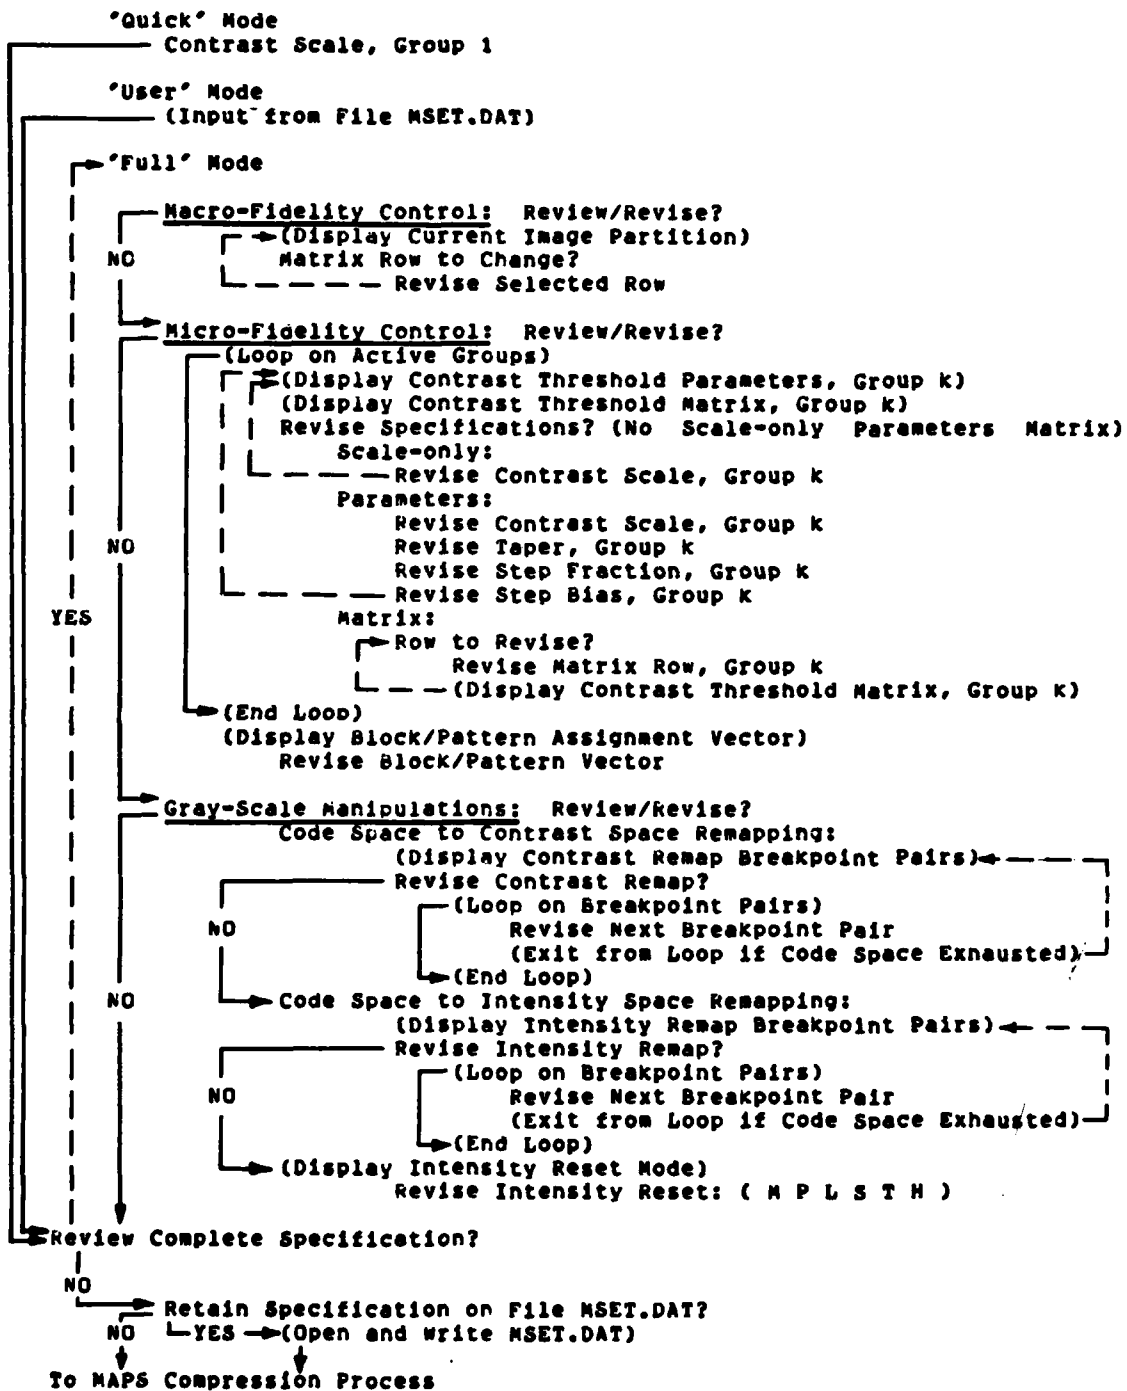 "Quick" Mode
Contrast Scale, Group 1
"User" Mode
(Input from File MSET.DAT)
"Full" Mode
Macro-Fidelity Control: Review/Revise?
(Display Current Image Partition)
NO
Matrix Row to Change?
Revise Selected Row
Micro-Fidelity Control: Review/Revise?
(Loop on Active Groups)
(Display Contrast Threshold Parameters, Group k)
(Display Contrast Threshold Matrix, Group k)
Revise Specifications? (No Scale-only Parameters Matrix)
Scale-only:
Revise Contrast Scale, Group k
Parameters:
Revise Contrast Scale, Group k
NO
Revise Taper, Group k
Revise Step Fraction, Group k
Revise Step Bias, Group k
YES
Matrix:
Row to Revise?
Revise Matrix Row, Group k
(Display Contrast Threshold Matrix, Group k)
(End Loop)
(Display Block/Pattern Assignment Vector)
Revise Block/Pattern Vector
Gray-Scale Manipulations: Review/Revise?
Code Space to Contrast Space Remapping:
(Display Contrast Remap Breakpoint Pairs)
Revise Contrast Remap?
(Loop on Breakpoint Pairs)
NO
Revise Next Breakpoint Pair
(Exit from Loop if Code Space Exhausted)
(End Loop)
NO
Code Space to Intensity Space Remapping:
(Display Intensity Remap Breakpoint Pairs)
Revise Intensity Remap?
(Loop on Breakpoint Pairs)
NO
Revise Next Breakpoint Pair
(Exit from Loop if Code Space Exhausted)
(End Loop)
(Display Intensity Reset Mode)
Revise Intensity Reset: ( M P L S T H )
Review Complete Specification?
NO
Retain Specification on File MSET.DAT?
NO YES (Open and Write MSET.DAT)
To MAPS Compression Process